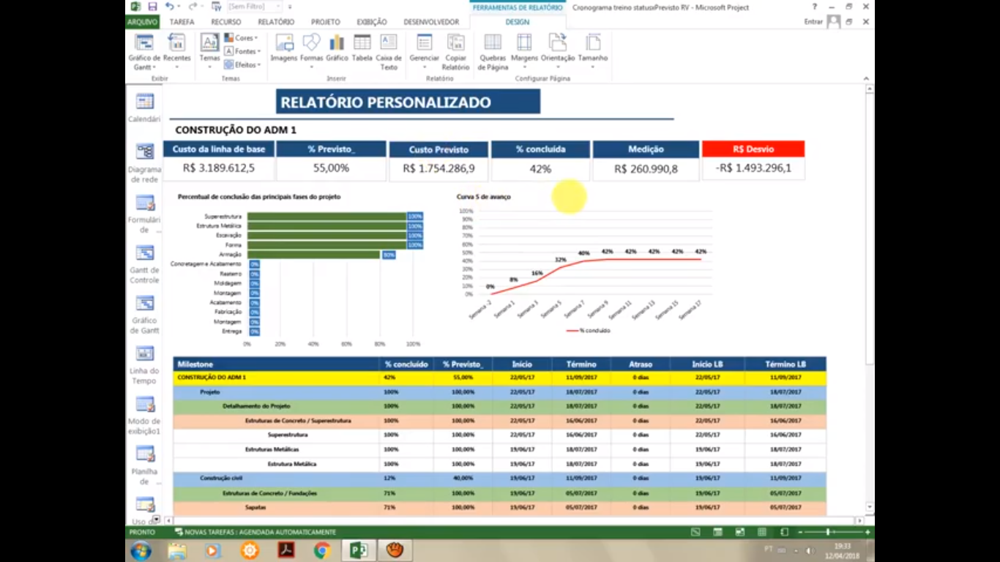 [Sem Filtro]
FERRAMENTAS DE RELATÓRIO
Cronograma treino statusxPrevisto RV - Microsoft Project
ARQUIVO TAREFA RECURSO RELATÓRIO PROJETO EXIBIÇÃO DESENVOLVEDOR DESIGN Entrar
Gráfico de Gantt
Recentes
Temas
Cores
Fontes
Efeitos
Imagens
Formas
Gráfico
Tabela
Caixa de Texto
Gerenciar
Copiar Relatório
Quebras de Página
Margens
Orientação
Tamanho
Exibir Temas Inserir Relatório Configurar Página
Calendári
Diagrama
de rede
Formulári
de ...
Gantt de
Controle
Gráfico
de Gantt
Linha do
Tempo
Modo de
exibição1
Planilha
de ...
Uso d
RELATÓRIO PERSONALIZADO
CONSTRUÇÃO DO ADM 1
Custo da linha de base % Previsto_ Custo Previsto % concluída Medição R$ Desvio
R$ 3.189.612,5 55,00% R$ 1.754.286,9 42% R$ 260.990,8 -R$ 1.493.296,1
Percentual de conclusão das principais fases do projeto
Superestrutura 100%
Estrutura Metálica 100%
Escavação 100%
Forma 100%
Armação 80%
Concretagem e Acabamento 0%
Reaterro 0%
Moldagem 0%
Montagem 0%
Acabamento 0%
Fabricação 0%
Montagem 0%
Entrega 0%
0% 20% 40% 60% 80% 100%
Curva S de avanço
100%
90%
80%
70%
60%
50%
40%
30%
20%
10%
0%
0% 8% 16% 32% 40% 42% 42% 42% 42% 42%
Semana -2 Semana 1 Semana 3 Semana 5 Semana 7 Semana 9 Semana 11 Semana 13 Semana 15 Semana 17
% concluído
Milestone % concluído % Previsto_ Início Término Atraso Início LB Término LB
CONSTRUÇÃO DO ADM 1 42% 55,00% 22/05/17 11/09/2017 0 dias 22/05/17 11/09/2017
Projeto 100% 100,00% 22/05/17 18/07/2017 0 dias 22/05/17 18/07/2017
Detalhamento do Projeto 100% 100,00% 22/05/17 18/07/2017 0 dias 22/05/17 18/07/2017
Estruturas de Concreto / Superestrutura 100% 100,00% 22/05/17 16/06/2017 0 dias 22/05/17 16/06/2017
Superestrutura 100% 100,00% 22/05/17 16/06/2017 0 dias 22/05/17 16/06/2017
Estruturas Metálicas 100% 100,00% 19/06/17 18/07/2017 0 dias 19/06/17 18/07/2017
Estrutura Metálica 100% 100,00% 19/06/17 18/07/2017 0 dias 19/06/17 18/07/2017
Construção civil 12% 40,00% 19/06/17 11/09/2017 0 dias 19/06/17 11/09/2017
Estruturas de Concreto / Fundações 71% 100,00% 19/06/17 05/07/2017 0 dias 19/06/17 05/07/2017
Sapatas 71% 100,00% 19/06/17 05/07/2017 0 dias 19/06/17 05/07/2017
PRONTO NOVAS TAREFAS : AGENDADA AUTOMATICAMENTE
PT
19:33
12/04/2018